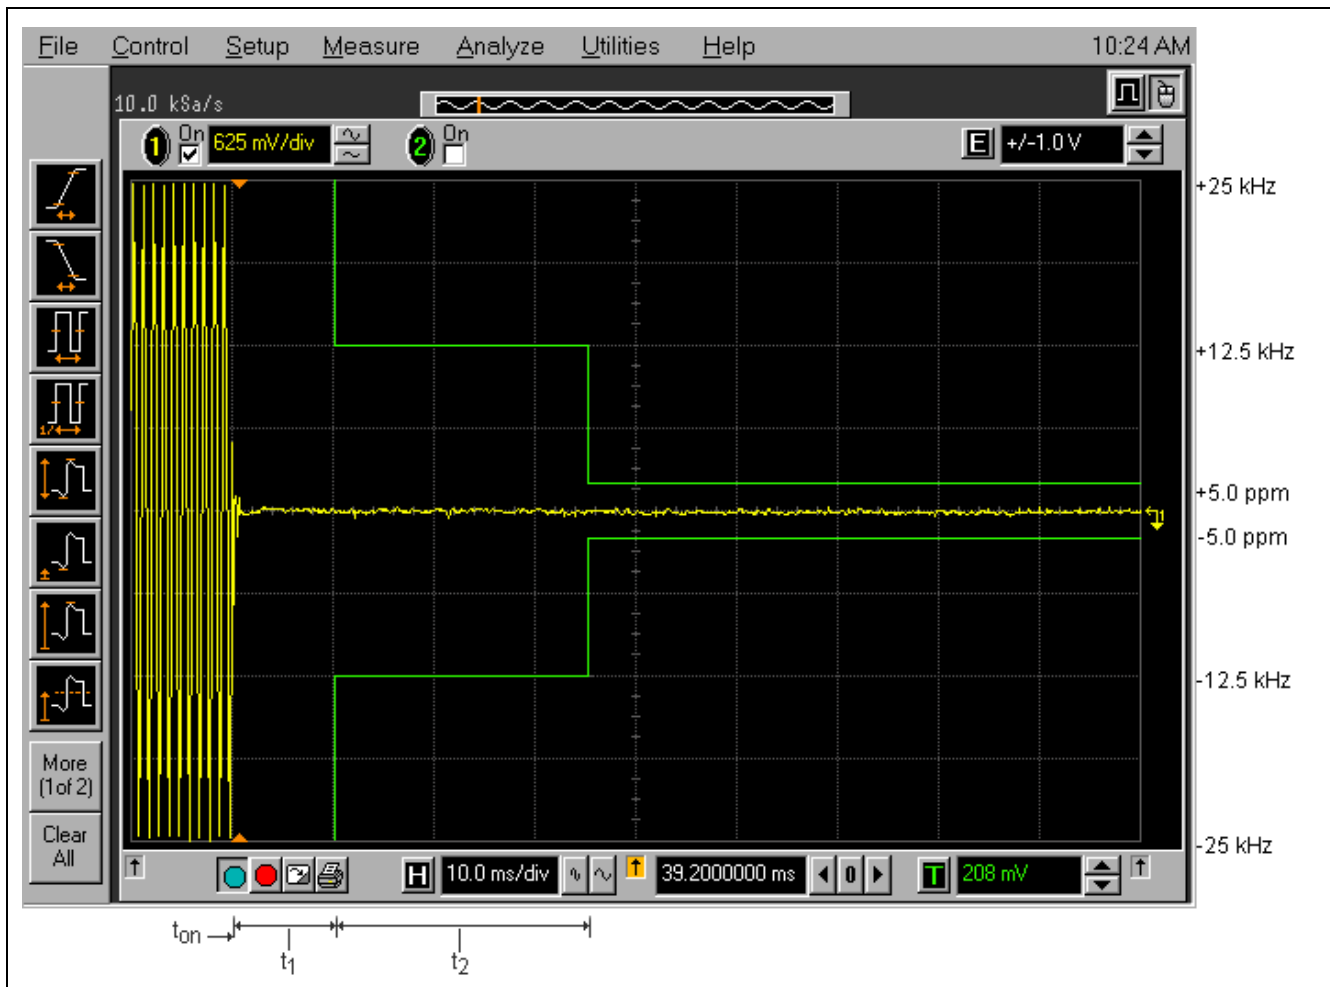 File Control Setup Measure Analyze Utilities Help 10:24 AM
10.0 kSa/s
1 On 625 mV/div 2 On E +/-1.0 V
+25 kHz
+12.5 kHz
+5.0 ppm
-5.0 ppm
-12.5 kHz
-25 kHz
1/
More
(1of 2)
Clear
All
H 10.0 ms/div 39.2000000 ms 0 T 208 mV
ton
t1
t2